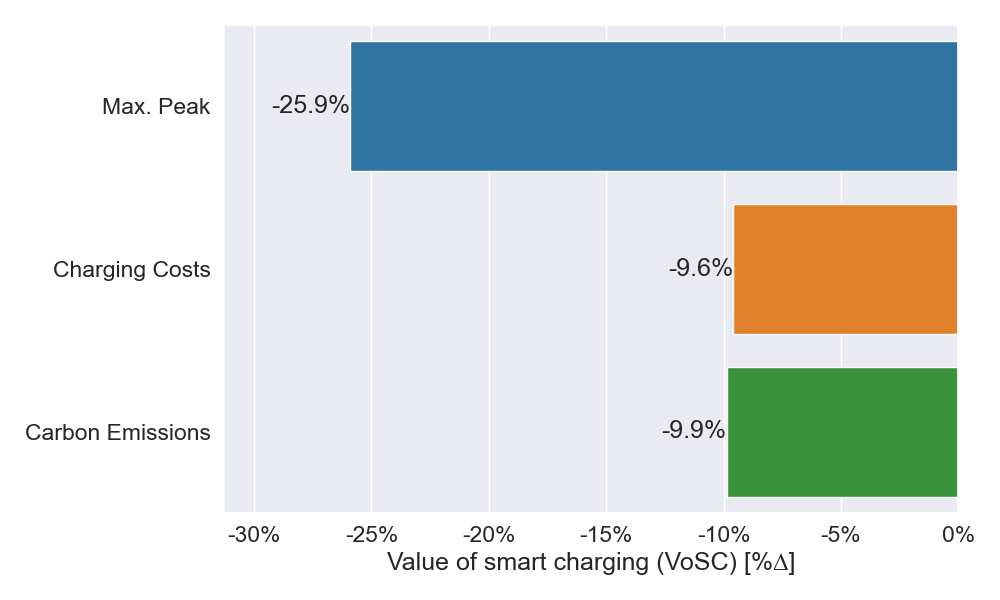 Max. Peak
-25.9%
Charging Costs
-9.6%
Carbon Emissions
-9.9%
-30% -25% -20% -15% -10% -5% 0%
Value of smart charging (VoSC) [%Δ]